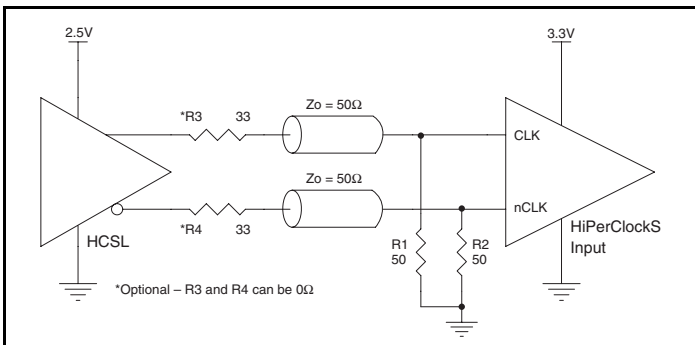 2.5V
3.3V
*R3 33
Zo = 50Ω
CLK
*R4 33
Zo = 50Ω
nCLK
HCSL
R1
50
R2
50
HiPerClockS
Input
*Optional – R3 and R4 can be 0Ω